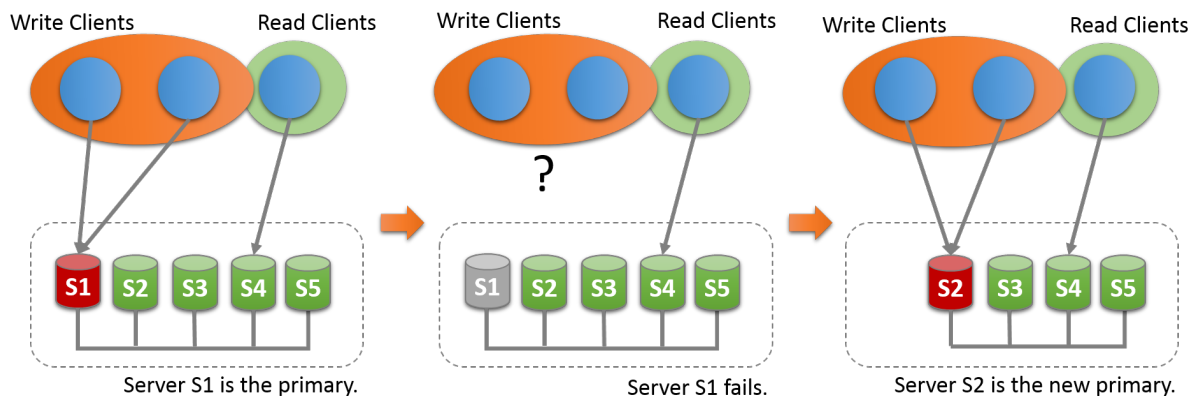 Write Clients
Read Clients
S1 S2 S3 S4 S5
Server S1 is the primary.
Write Clients
Read Clients
?
S1 S2 S3 S4 S5
Server S1 fails.
Write Clients
Read Clients
S2 S3 S4 S5
Server S2 is the new primary.